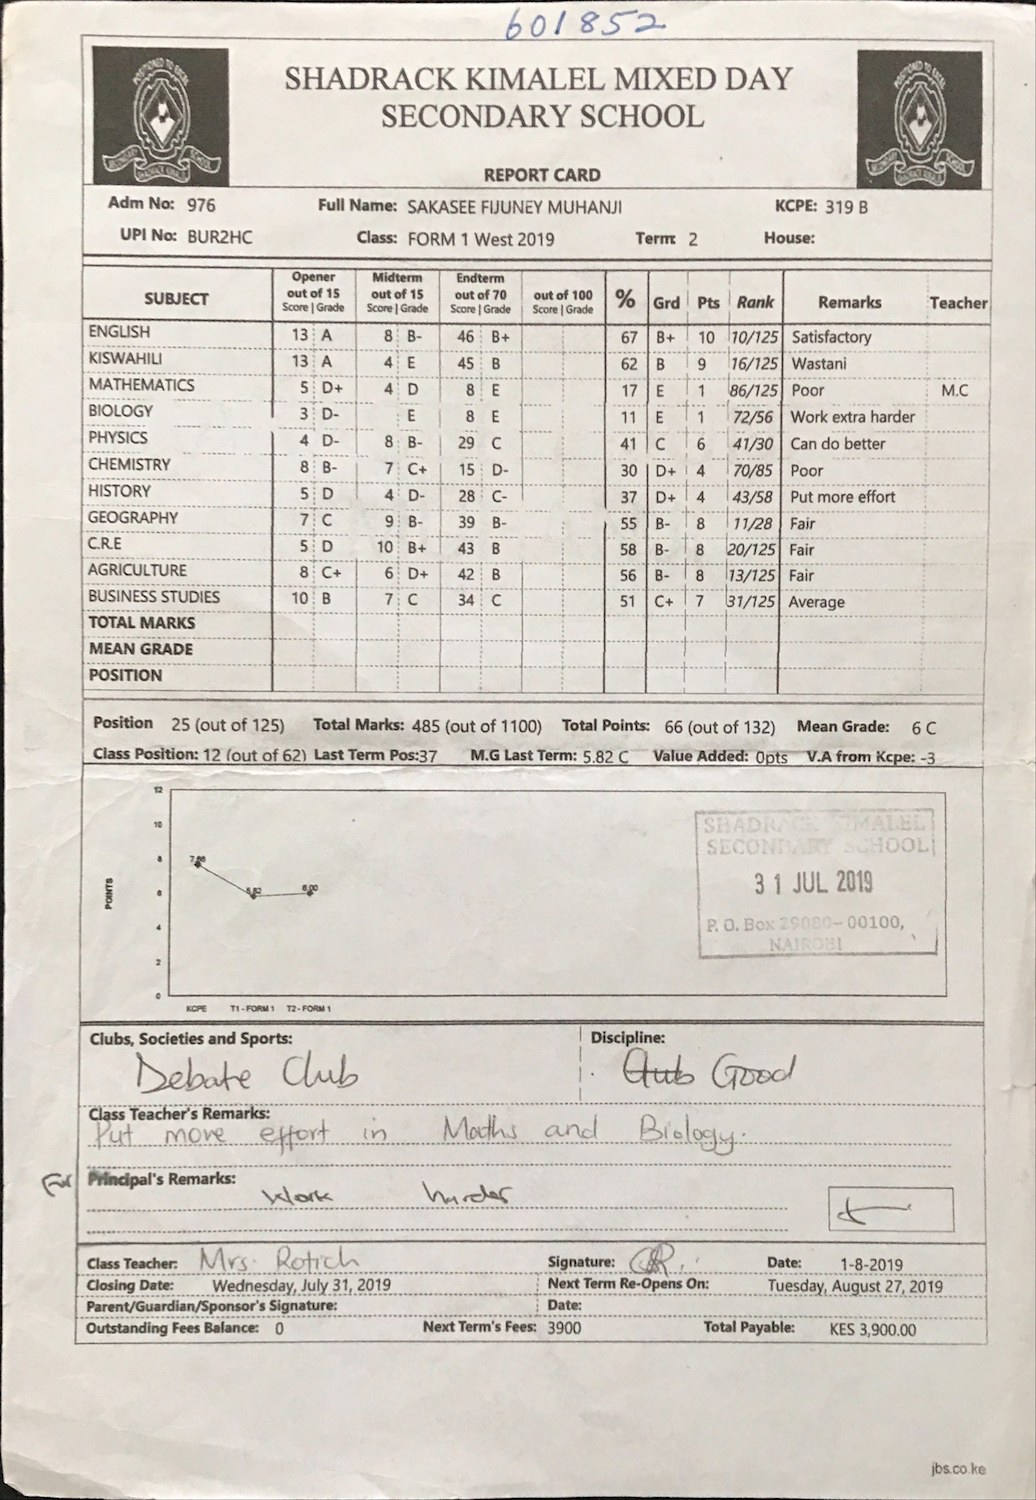 601852
SHADRACK KIMALEL MIXED DAY
SECONDARY SCHOOL
REPORT CARD
Adm No: 976 Full Name: SAKASEE FIJUNEY MUHANJI KCPE: 319 B
UPI No: BUR2HC Class: FORM 1 West 2019 Term: 2 House:
SUBJECT Opener out of 15 Score | Grade Midterm out of 15 Score | Grade Endterm out of 70 Score | Grade out of 100 Score | Grade % Grd Pts Rank Remarks Teacher
ENGLISH 13 A 8 B- 46 B+ 67 B+ 10 10/125 Satisfactory
KISWAHILI 13 A 4 E 45 B 62 B 9 16/125 Wastani
MATHEMATICS 5 D+ 4 D 8 E 17 E 1 86/125 Poor M.C
BIOLOGY 3 D- E 8 E 11 E 1 72/56 Work extra harder
PHYSICS 4 D- 8 B- 29 C 41 C 6 41/30 Can do better
CHEMISTRY 8 B- 7 C+ 15 D- 30 D+ 4 70/85 Poor
HISTORY 5 D 4 D- 28 C- 37 D+ 4 43/58 Put more effort
GEOGRAPHY 7 C 9 B- 39 B- 55 B- 8 11/28 Fair
C.R.E 5 D 10 B+ 43 B 58 B- 8 20/125 Fair
AGRICULTURE 8 C+ 6 D+ 42 B 56 B- 8 13/125 Fair
BUSINESS STUDIES 10 B 7 C 34 C 51 C+ 7 31/125 Average
TOTAL MARKS
MEAN GRADE
POSITION
Position 25 (out of 125) Total Marks: 485 (out of 1100) Total Points: 66 (out of 132) Mean Grade: 6 C
Class Position: 12 (out of 62) Last Term Pos:37 M.G Last Term: 5.82 C Value Added: 0pts V.A from Kcpe: -3
12
10
8
6
4
2
0
POINTS
5.82
6.00
KCPE T1 - FORM 1 T2 - FORM 1
SHADRACK KIMALEL
SECONDARY SCHOOL
31 JUL 2019
P. O. Box 29080-00100,
NAIROBI
Clubs, Societies and Sports: Discipline:
Debate Club Good
Class Teacher's Remarks:
Put more effort in Maths and Biology.
For Principal's Remarks:
Work harder
Class Teacher: Mrs. Rotich Signature: Date: 1-8-2019
Closing Date: Wednesday, July 31, 2019 Next Term Re-Opens On: Tuesday, August 27, 2019
Parent/Guardian/Sponsor's Signature: Date:
Outstanding Fees Balance: 0 Next Term's Fees: 3900 Total Payable: KES 3,900.00
jbs.co.ke